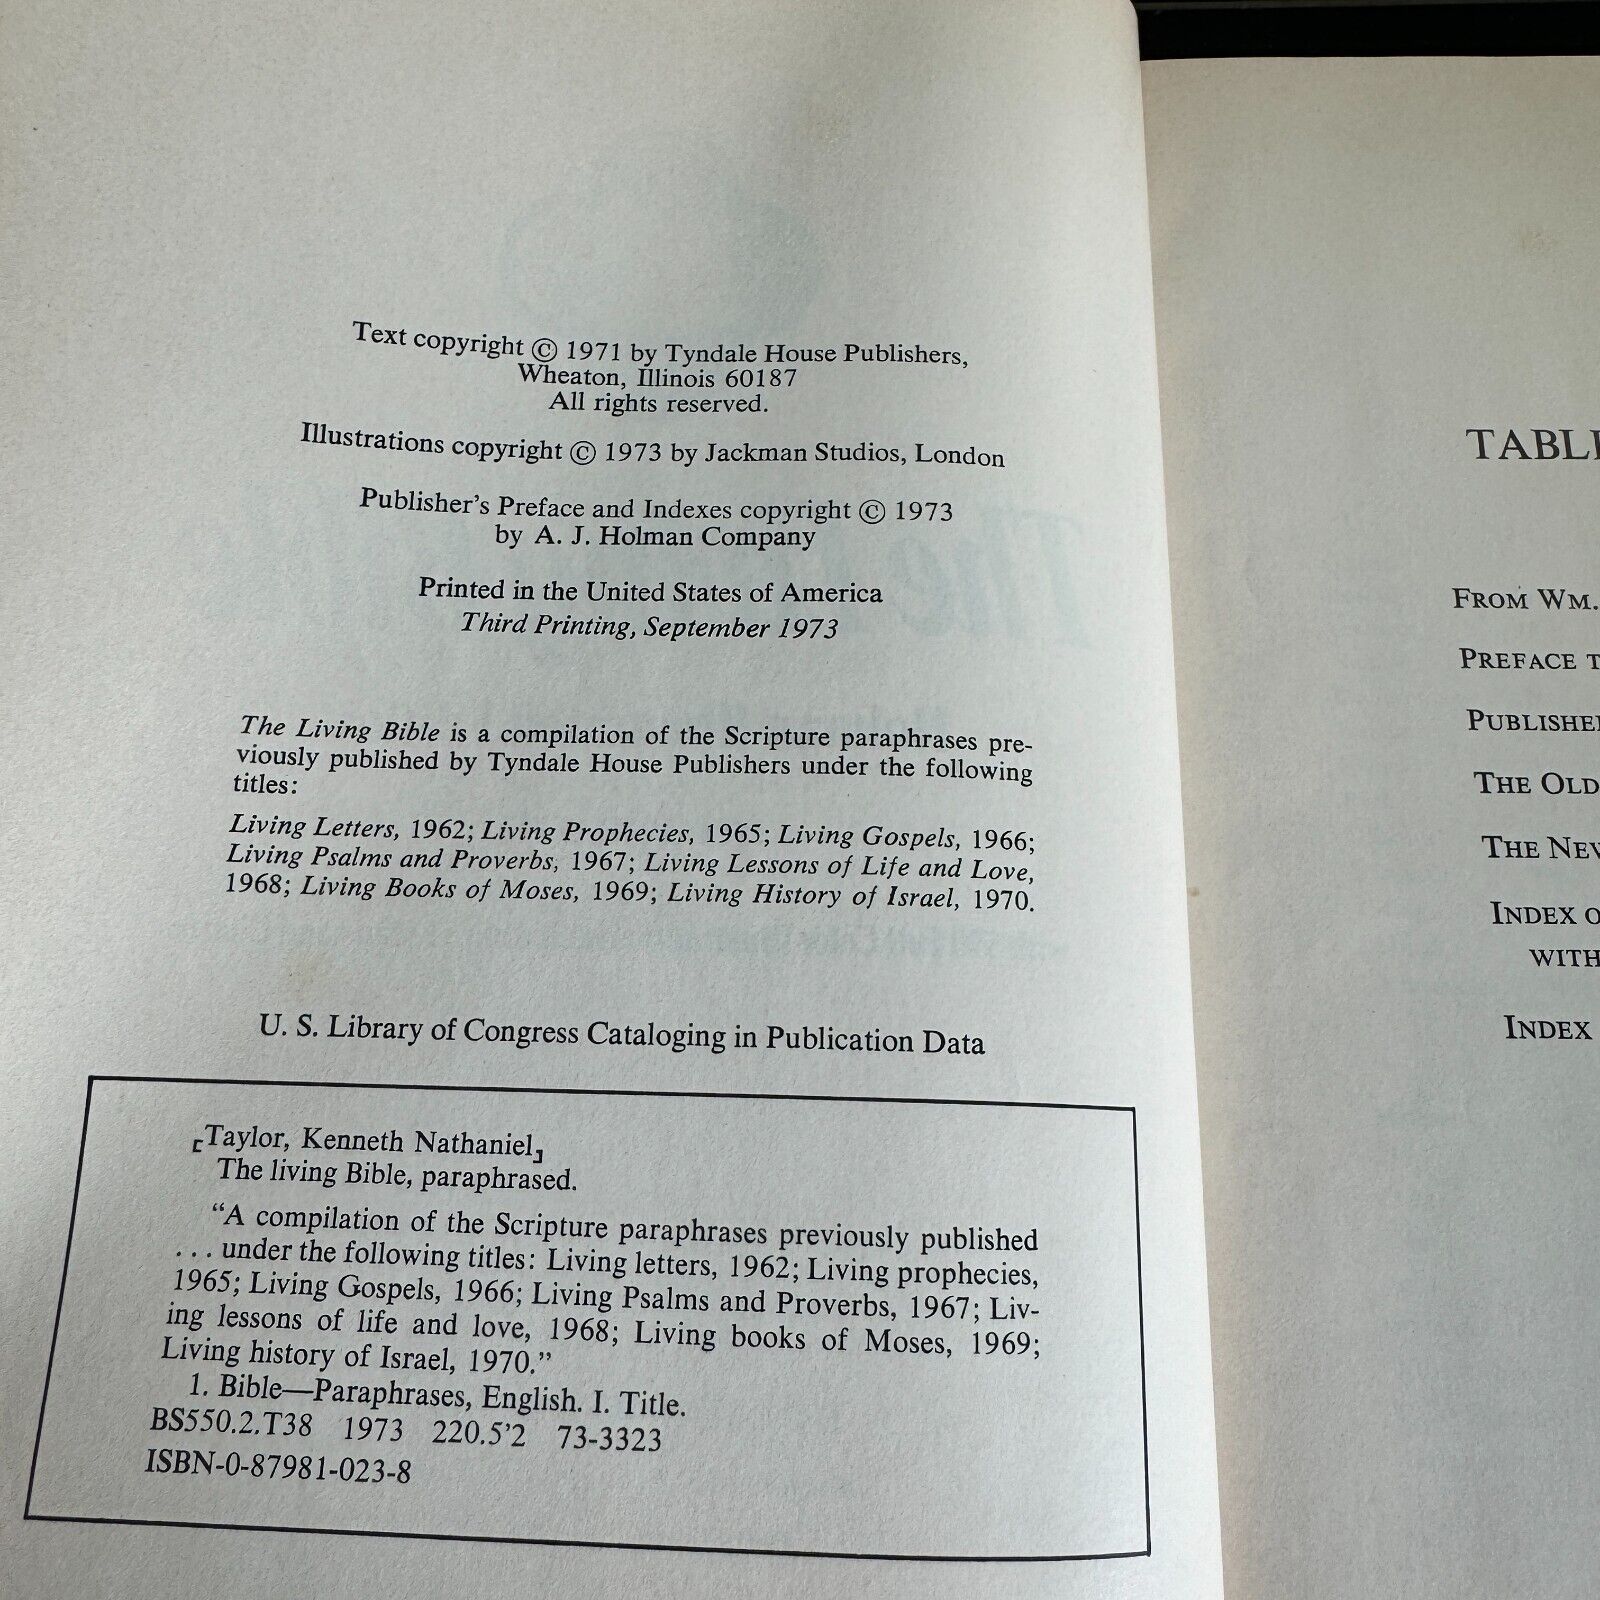 Text copyright © 1971 by Tyndale House Publishers,
Wheaton, Illinois 60187
All rights reserved.
Illustrations copyright © 1973 by Jackman Studios, London
Publisher's Preface and Indexes copyright © 1973
by A. J. Holman Company
Printed in the United States of America
Third Printing, September 1973
The Living Bible is a compilation of the Scripture paraphrases pre-
viously published by Tyndale House Publishers under the following
titles:
Living Letters, 1962; Living Prophecies, 1965; Living Gospels, 1966;
Living Psalms and Proverbs, 1967; Living Lessons of Life and Love,
1968; Living Books of Moses, 1969; Living History of Israel, 1970.
U. S. Library of Congress Cataloging in Publication Data
[Taylor, Kenneth Nathaniel]
The living Bible, paraphrased.
"A compilation of the Scripture paraphrases previously published
... under the following titles: Living letters, 1962; Living prophecies,
1965; Living Gospels, 1966; Living Psalms and Proverbs, 1967; Liv-
ing lessons of life and love, 1968; Living books of Moses, 1969;
Living history of Israel, 1970."
1. Bible—Paraphrases, English. I. Title.
BS550.2.T38 1973 220.5'2 73-3323
ISBN-0-87981-023-8
TABLE
FROM WM.
PREFACE T
PUBLISHER
THE OLD
THE NEW
INDEX O
WITH
INDEX